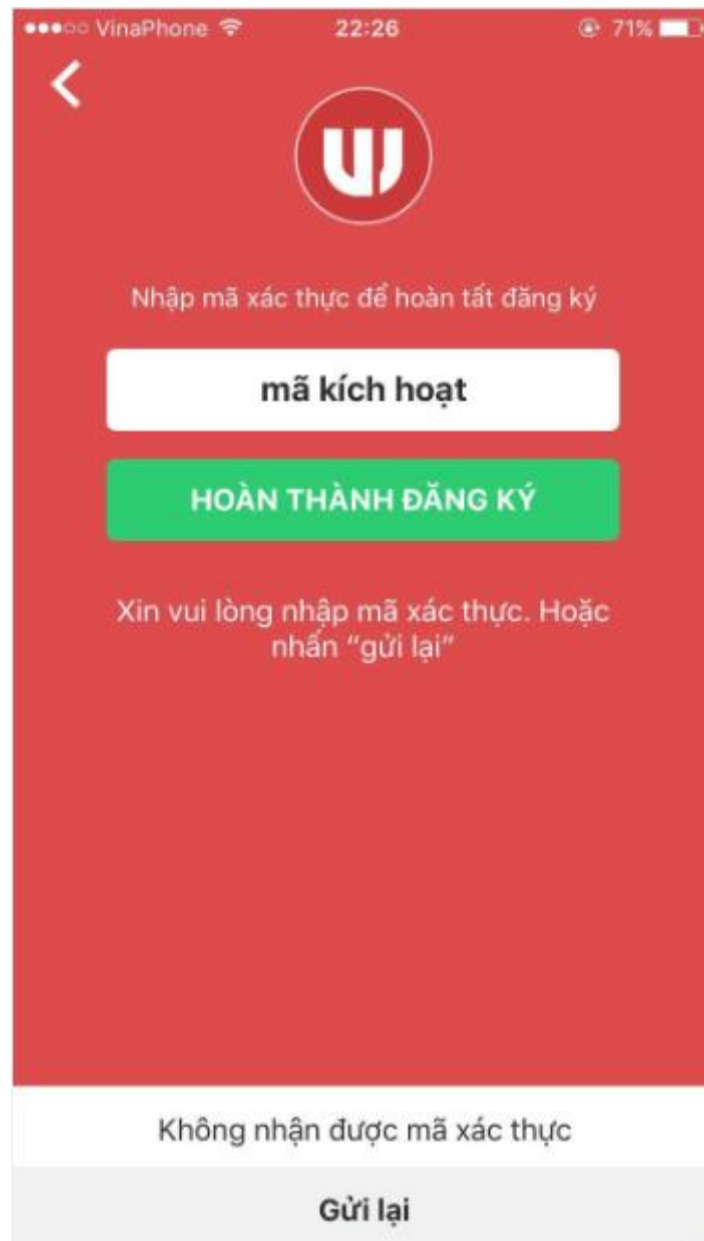 VinaPhone 22:26 71%
Nhập mã xác thực để hoàn tất đăng ký
mã kích hoạt
HOÀN THÀNH ĐĂNG KÝ
Xin vui lòng nhập mã xác thực. Hoặc
nhấn “gửi lại”
Không nhận được mã xác thực
Gửi lại